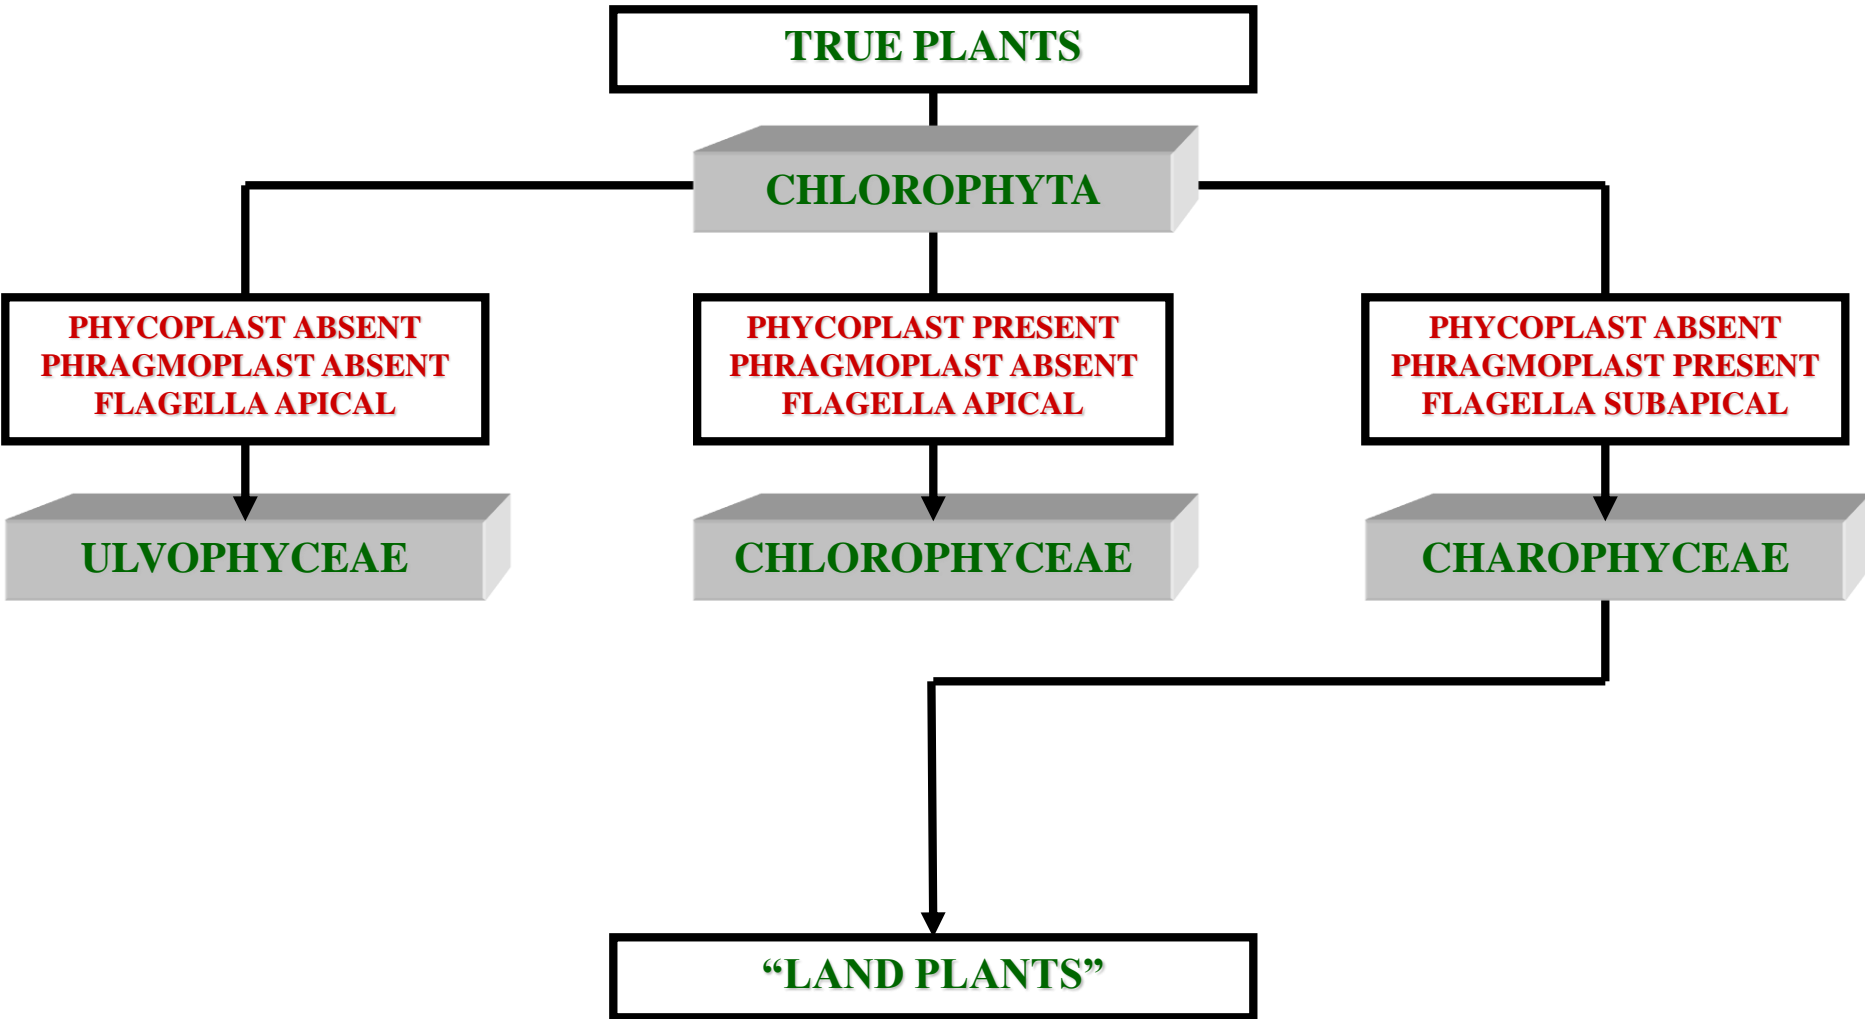 TRUE PLANTS
CHLOROPHYTA
PHYCOPLAST ABSENT
PHRAGMOPLAST ABSENT
FLAGELLA APICAL
PHYCOPLAST PRESENT
PHRAGMOPLAST ABSENT
FLAGELLA APICAL
PHYCOPLAST ABSENT
PHRAGMOPLAST PRESENT
FLAGELLA SUBAPICAL
ULVOPHYCEAE
CHLOROPHYCEAE
CHAROPHYCEAE
“LAND PLANTS”